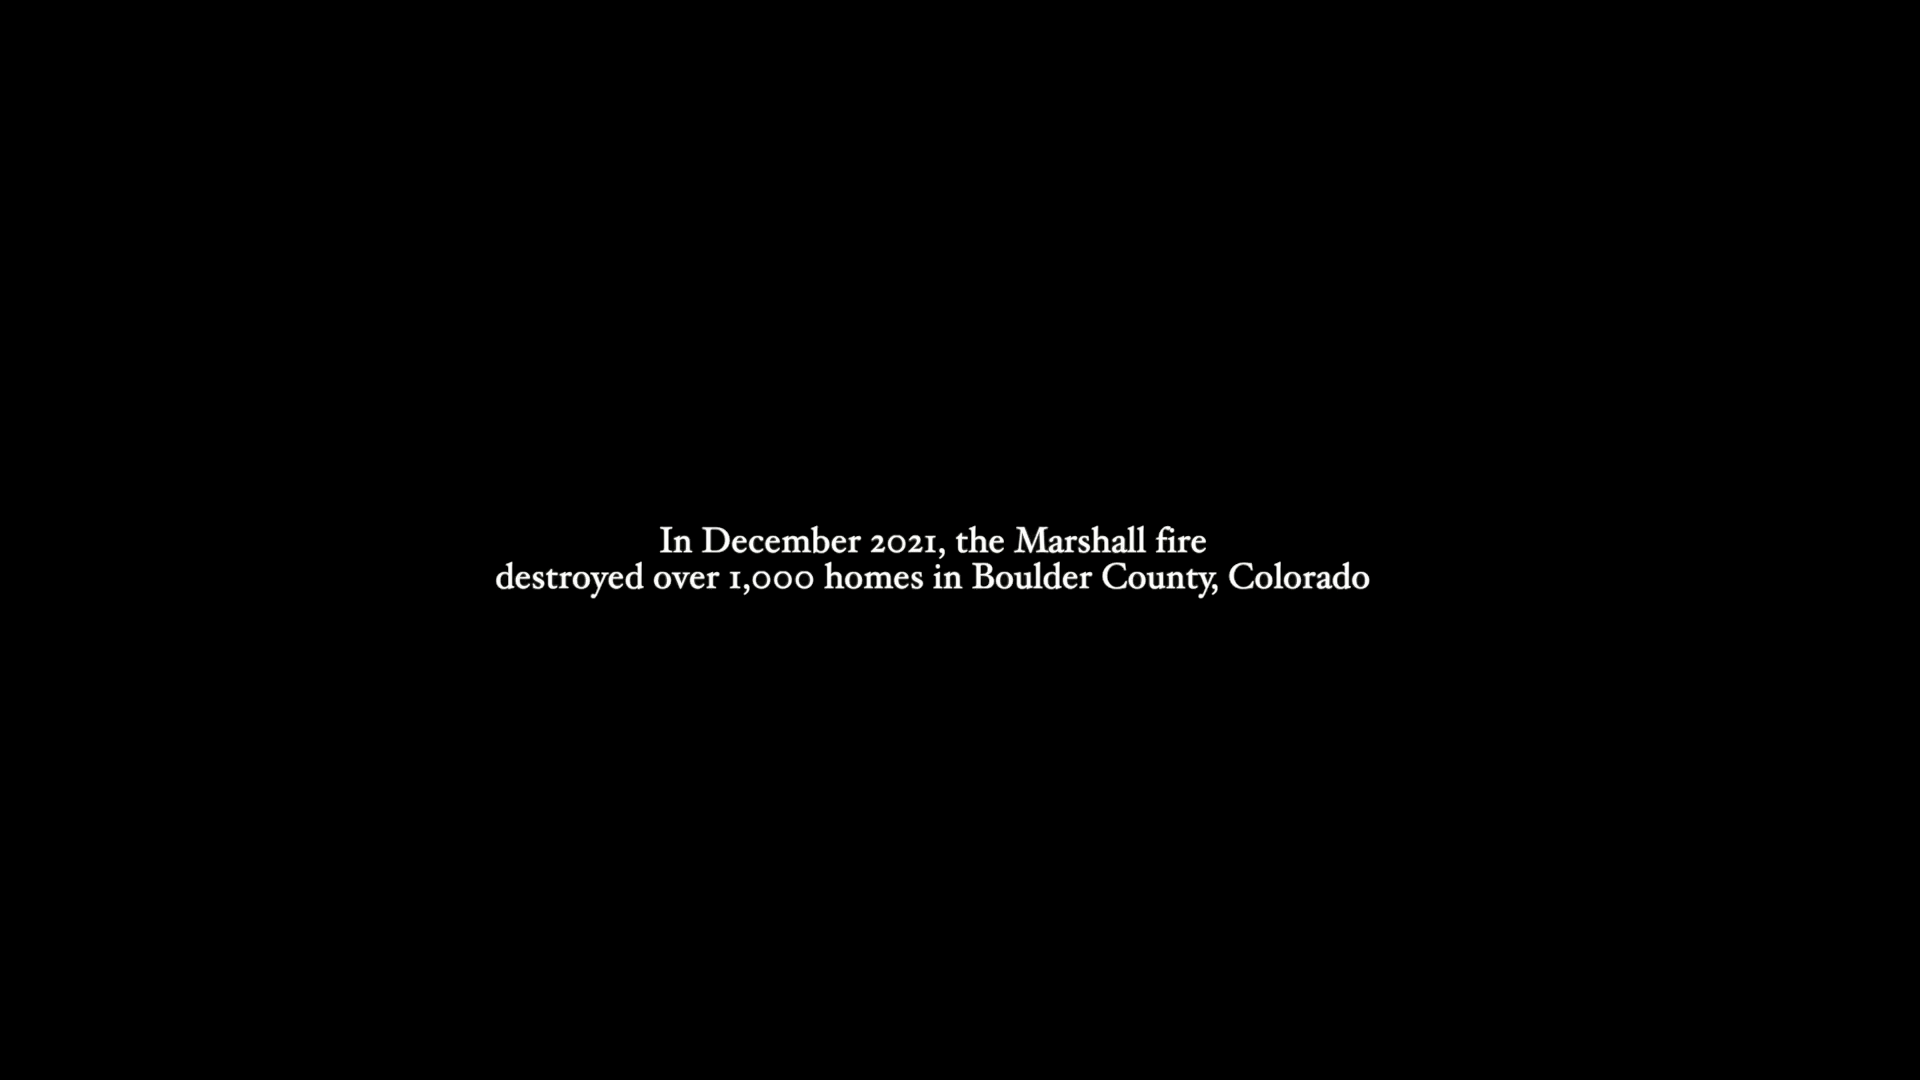 In December 2021, the Marshall fire
destroyed over 1,000 homes in Boulder County, Colorado